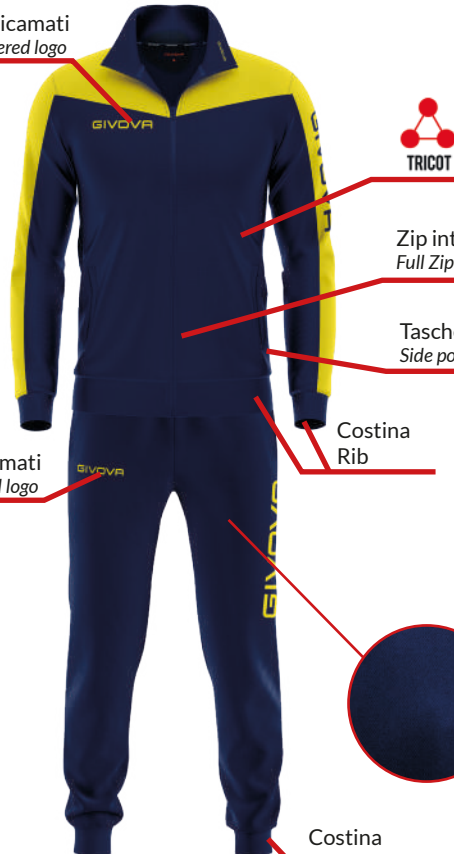 icamati
ered logo
GIVOVA
GIVOVA
TRICOT
Zip int
Full Zip
Tasch
Side po
Costina
Rib
mati
logo
GIVOVA
GIVOVA
Costina